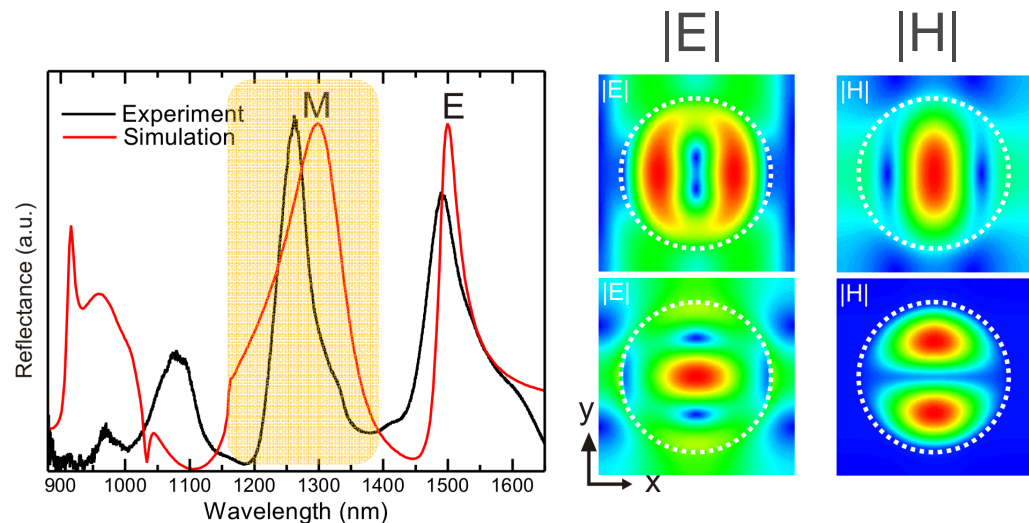 |E| |H|
Experiment
Simulation
M E
Reflectance (a.u.)
900 1000 1100 1200 1300 1400 1500 1600
Wavelength (nm)
|E| |H|
|E| |H|
y
x